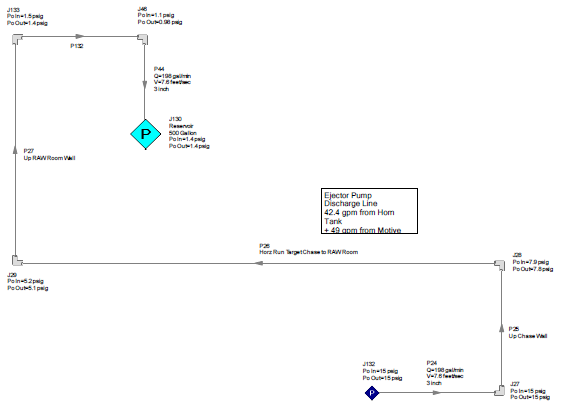 J133
Po In=1.5 psig
Po Out=1.4 psig
J46
Po In=1.1 psig
Po Out=0.98 psig
P132
P44
Q=198 gal/min
V=7.6 feet/sec
3 inch
P
J130
Reservoir
500 Gallon
Po In=1.4 psig
Po Out=1.4 psig
P27
Up RAW Room Wall
Ejector Pump
Discharge Line
42.4 gpm from Horn
Tank
+ 49 gpm from Motive
P26
Horz Run Target Chase to RAW Room
J28
Po In=7.9 psig
Po Out=7.8 psig
J29
Po In=5.2 psig
Po Out=5.1 psig
P25
Up Chase Wall
J132
Po In=15 psig
Po Out=15 psig
P
P24
Q=198 gal/min
V=7.6 feet/sec
3 inch
J27
Po In=15 psig
Po Out=15 psig